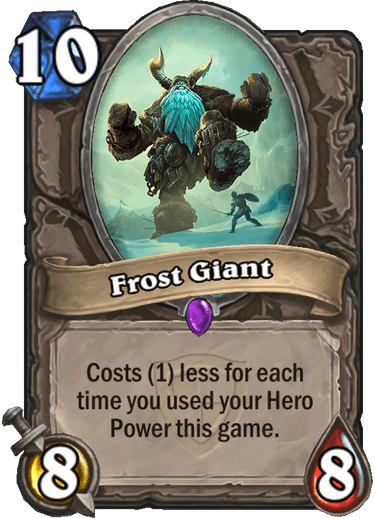 10
Frost Giant
Costs (1) less for each
time you used your Hero
Power this game.
8
8